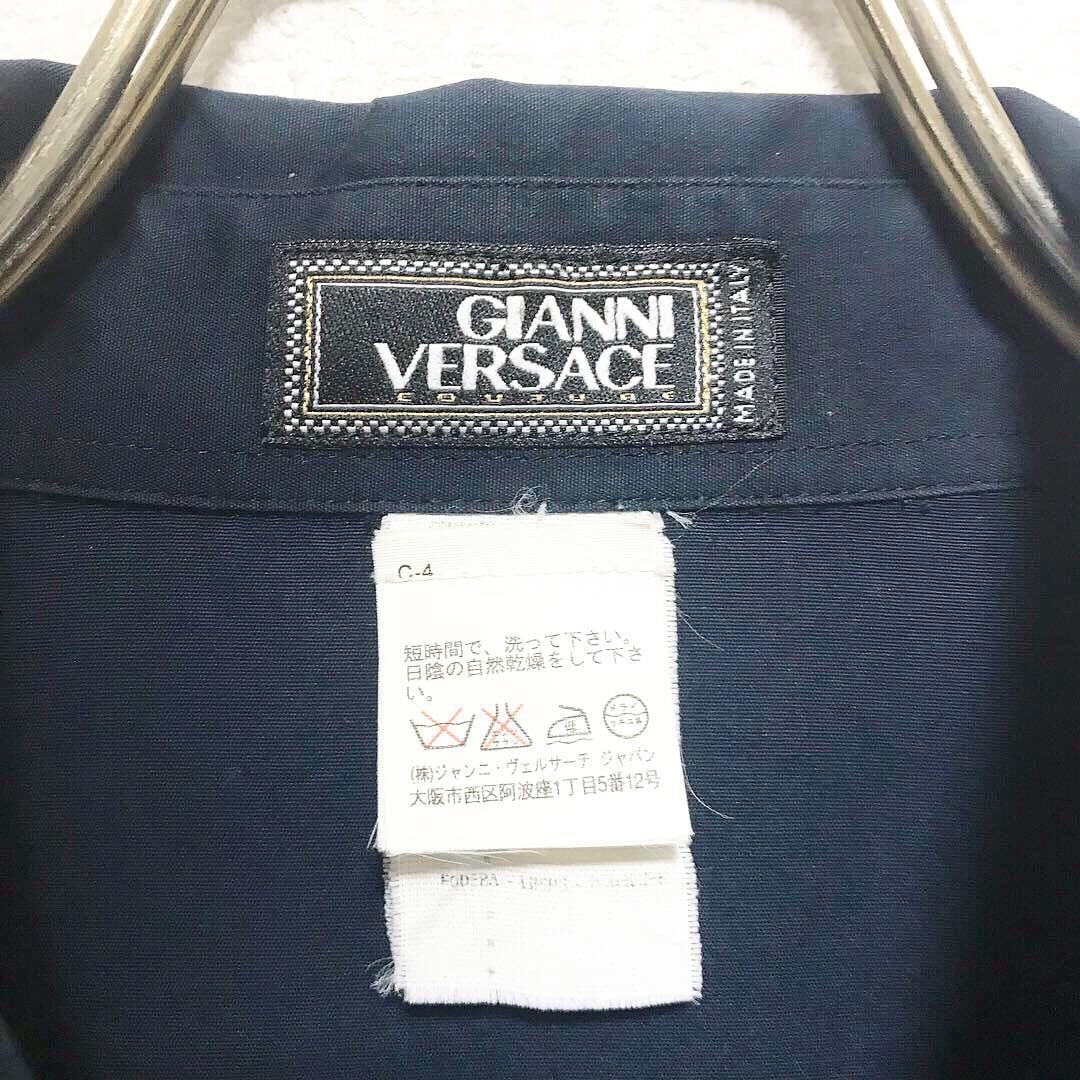 GIANNI
VERSACE
COUTURE
MADE IN ITALY
C-4
短時間で、洗って下さい。
日陰の自然乾燥をして下さ
い。
(株)ジャンニ・ヴェルサーチ ジャパン
大阪市西区阿波座1丁目5番12号
FODERA -